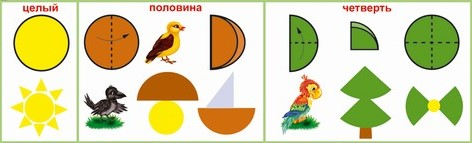 целый
половина
четверть